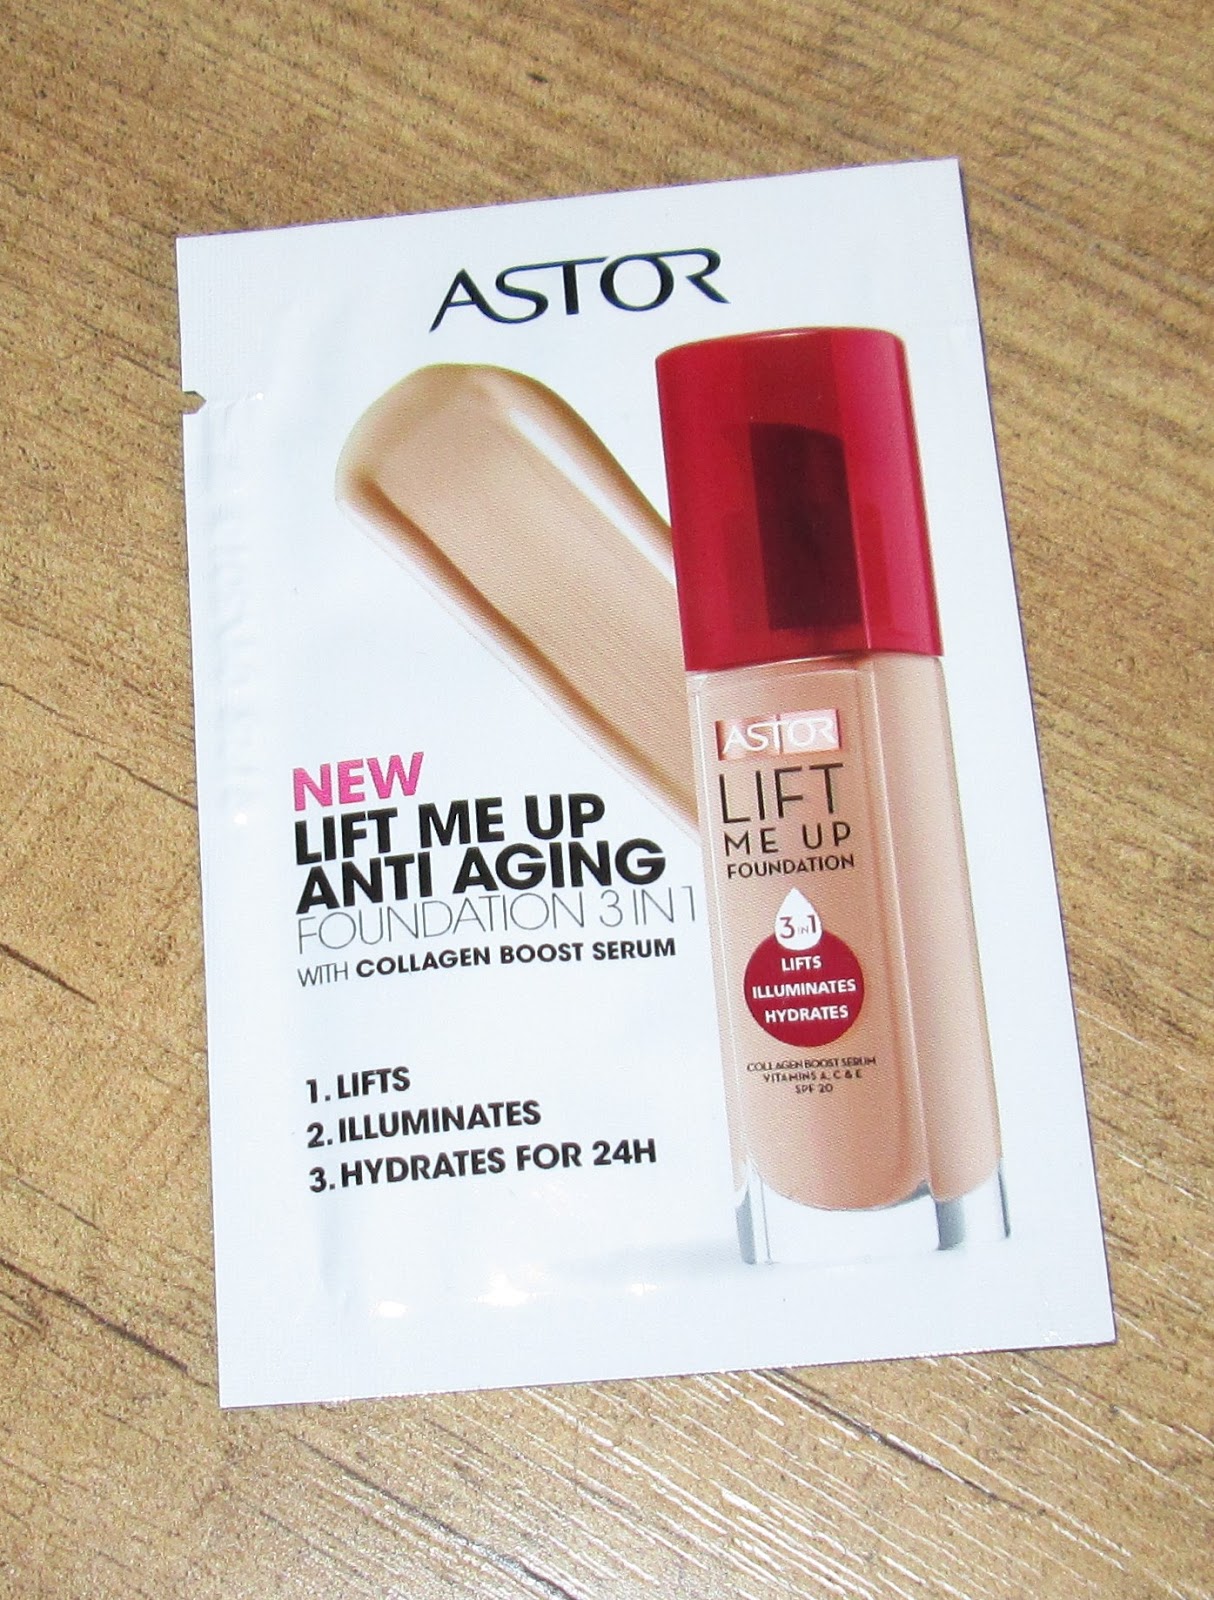 ASTOR
NEW
LIFT ME UP
ANTI AGING
FOUNDATION 3 IN 1
WITH COLLAGEN BOOST SERUM
1. LIFTS
2. ILLUMINATES
3. HYDRATES FOR 24H
ASTOR
LIFT
ME UP
FOUNDATION
3 IN 1
LIFTS
ILLUMINATES
HYDRATES
COLLAGEN BOOST SERUM
VITAMINS A, C & E
SPF 20